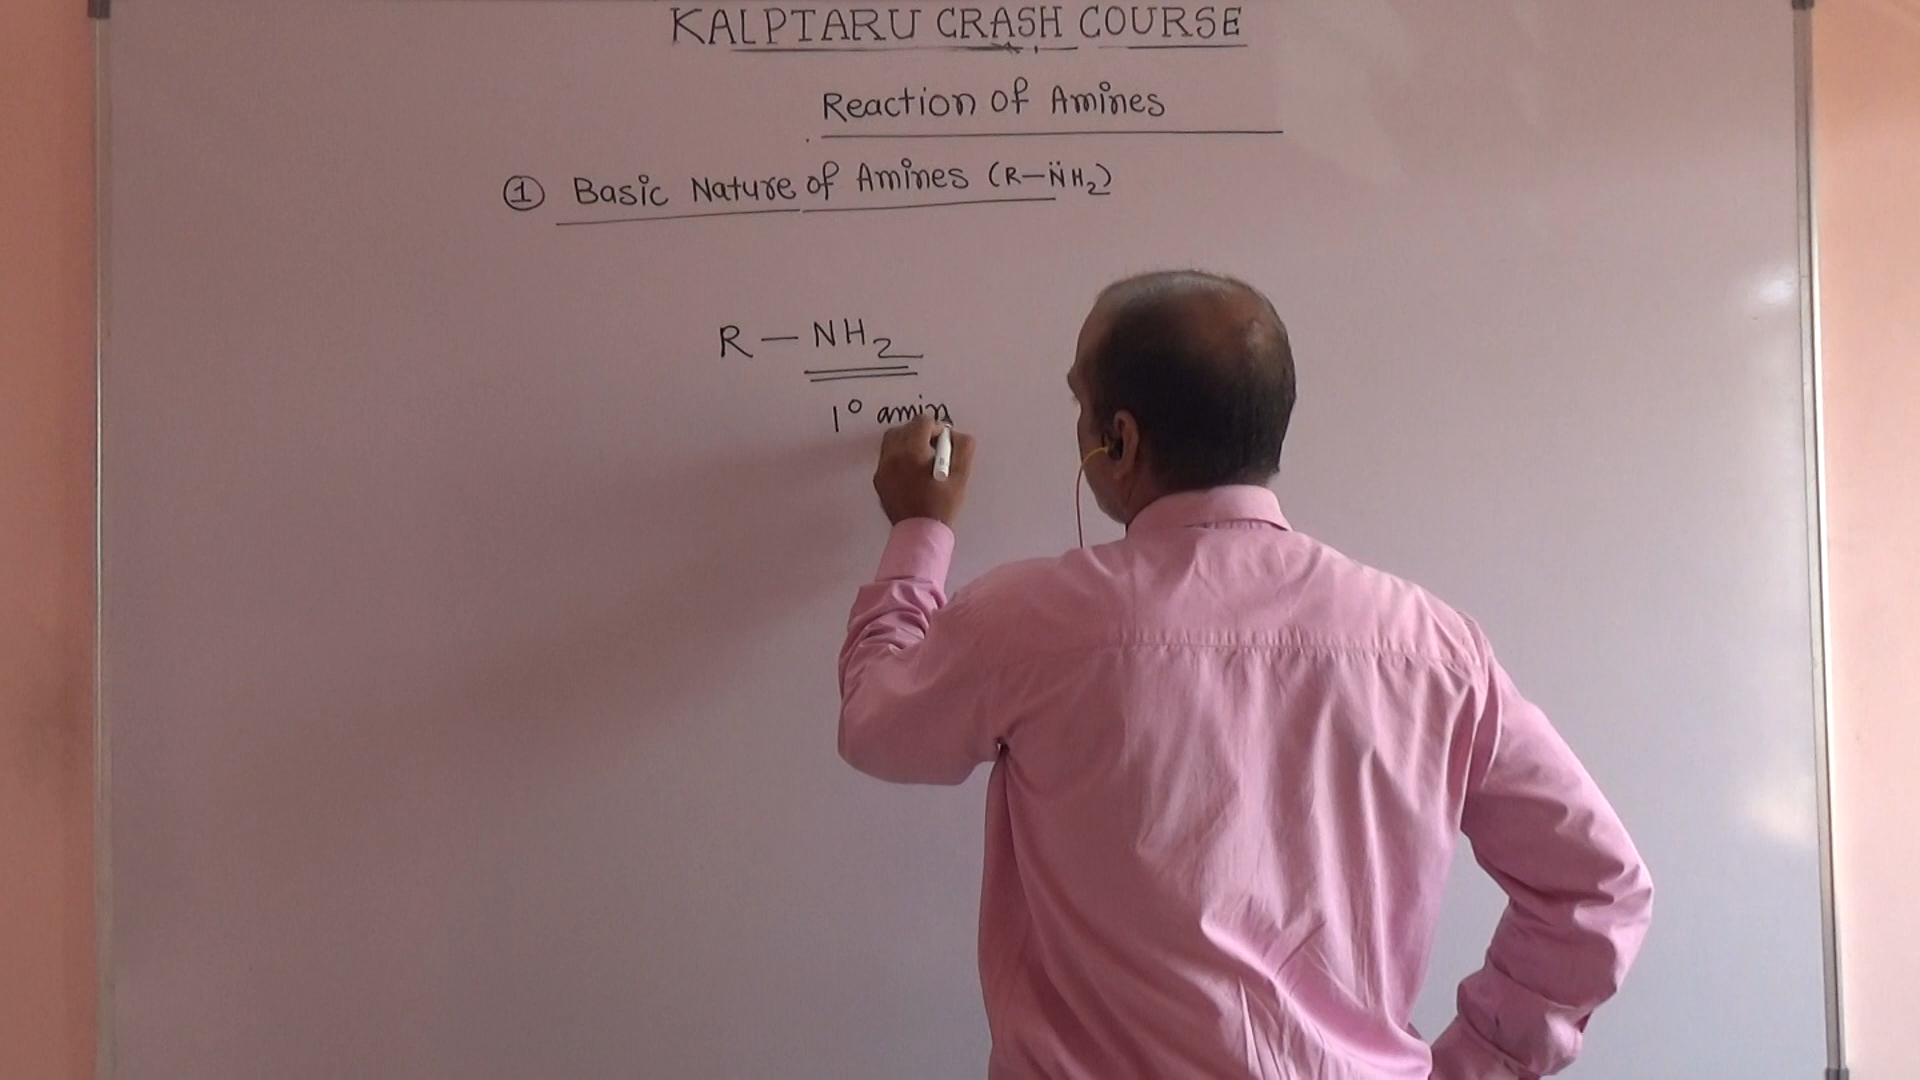 KALPTARU CRASH COURSE
Reaction of Amines
① Basic Nature of Amines (R—N̈H₂)
R — NH₂
1° amin